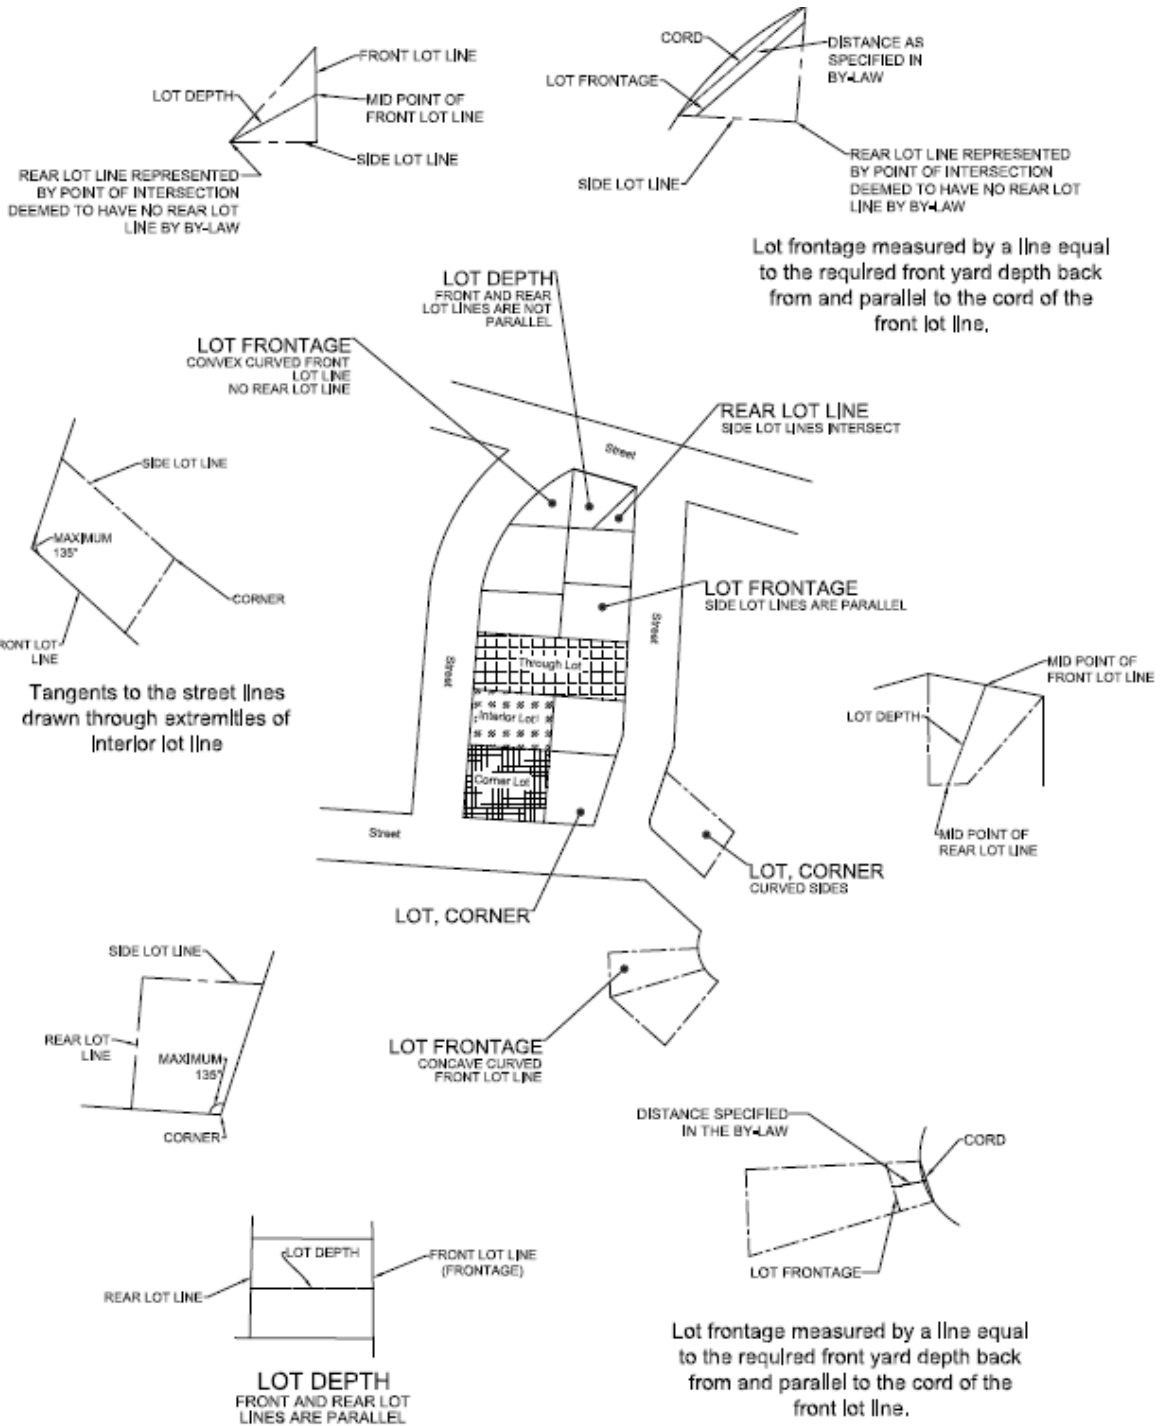 FRONT LOT LINE
LOT DEPTH
MID POINT OF
FRONT LOT LINE
SIDE LOT LINE
REAR LOT LINE REPRESENTED
BY POINT OF INTERSECTION
DEEMED TO HAVE NO REAR LOT
LINE BY BY-LAW
CORD
DISTANCE AS
SPECIFIED IN
BY-LAW
LOT FRONTAGE
SIDE LOT LINE
REAR LOT LINE REPRESENTED
BY POINT OF INTERSECTION
DEEMED TO HAVE NO REAR LOT
LINE BY BY-LAW
Lot frontage measured by a line equal
to the required front yard depth back
from and parallel to the cord of the
front lot line.
LOT DEPTH
FRONT AND REAR
LOT LINES ARE NOT
PARALLEL
LOT FRONTAGE
CONVEX CURVED FRONT
LOT LINE
NO REAR LOT LINE
REAR LOT LINE
SIDE LOT LINES INTERSECT
Street
SIDE LOT LINE
MAXIMUM
135°
CORNER
RONT LOT
LINE
Tangents to the street lines
drawn through extremities of
interior lot line
LOT FRONTAGE
SIDE LOT LINES ARE PARALLEL
Street
Street
Through Lot
Interior Lot
Corner Lot
Street
MID POINT OF
FRONT LOT LINE
LOT DEPTH
MID POINT OF
REAR LOT LINE
LOT, CORNER
CURVED SIDES
LOT, CORNER
SIDE LOT LINE
REAR LOT
LINE
MAXIMUM
135°
CORNER
LOT FRONTAGE
CONCAVE CURVED
FRONT LOT LINE
DISTANCE SPECIFIED
IN THE BY-LAW
CORD
LOT FRONTAGE
Lot frontage measured by a line equal
to the required front yard depth back
from and parallel to the cord of the
front lot line.
LOT DEPTH
FRONT LOT LINE
(FRONTAGE)
REAR LOT LINE
LOT DEPTH
FRONT AND REAR LOT
LINES ARE PARALLEL